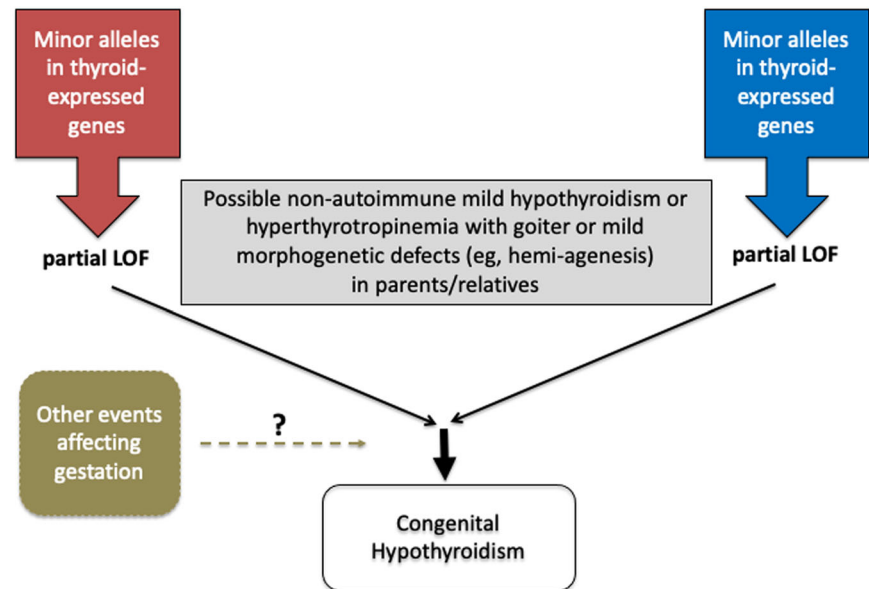 Minor alleles
in thyroid-
expressed
genes
Minor alleles
in thyroid-
expressed
genes
Possible non-autoimmune mild hypothyroidism or
hyperthyrotropinemia with goiter or mild
morphogenetic defects (eg, hemi-agenesis)
in parents/relatives
partial LOF
partial LOF
Other events
affecting
gestation
?
Congenital
Hypothyroidism